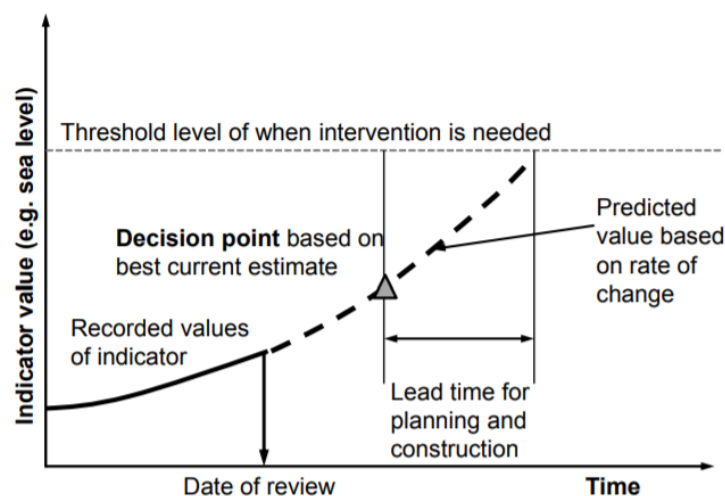 Indicator value (e.g. sea level)
Threshold level of when intervention is needed
Decision point based on
best current estimate
Predicted
value based
on rate of
change
Recorded values
of indicator
Lead time for
planning and
construction
Date of review
Time